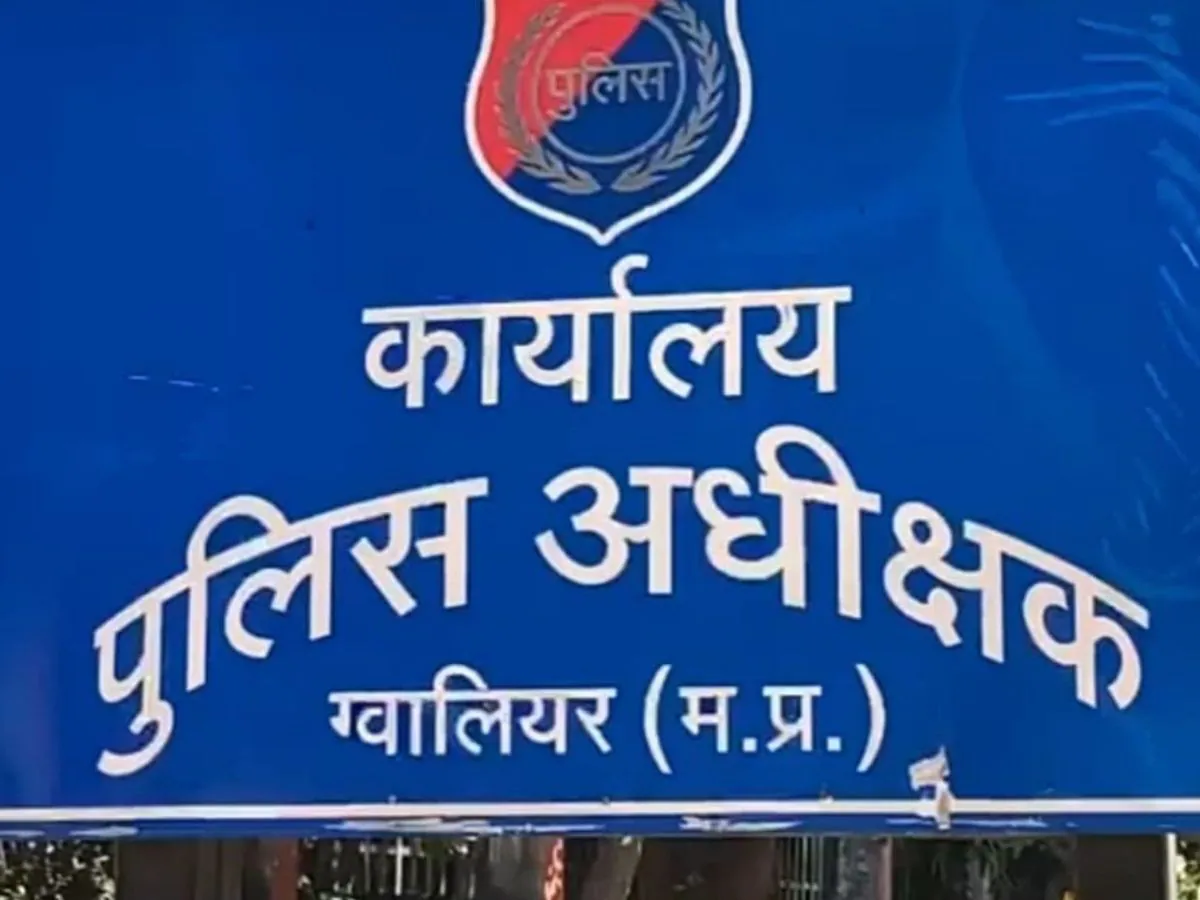 पुलिस
कार्यालय
पुलिस अधीक्षक
ग्वालियर (म.प्र.)